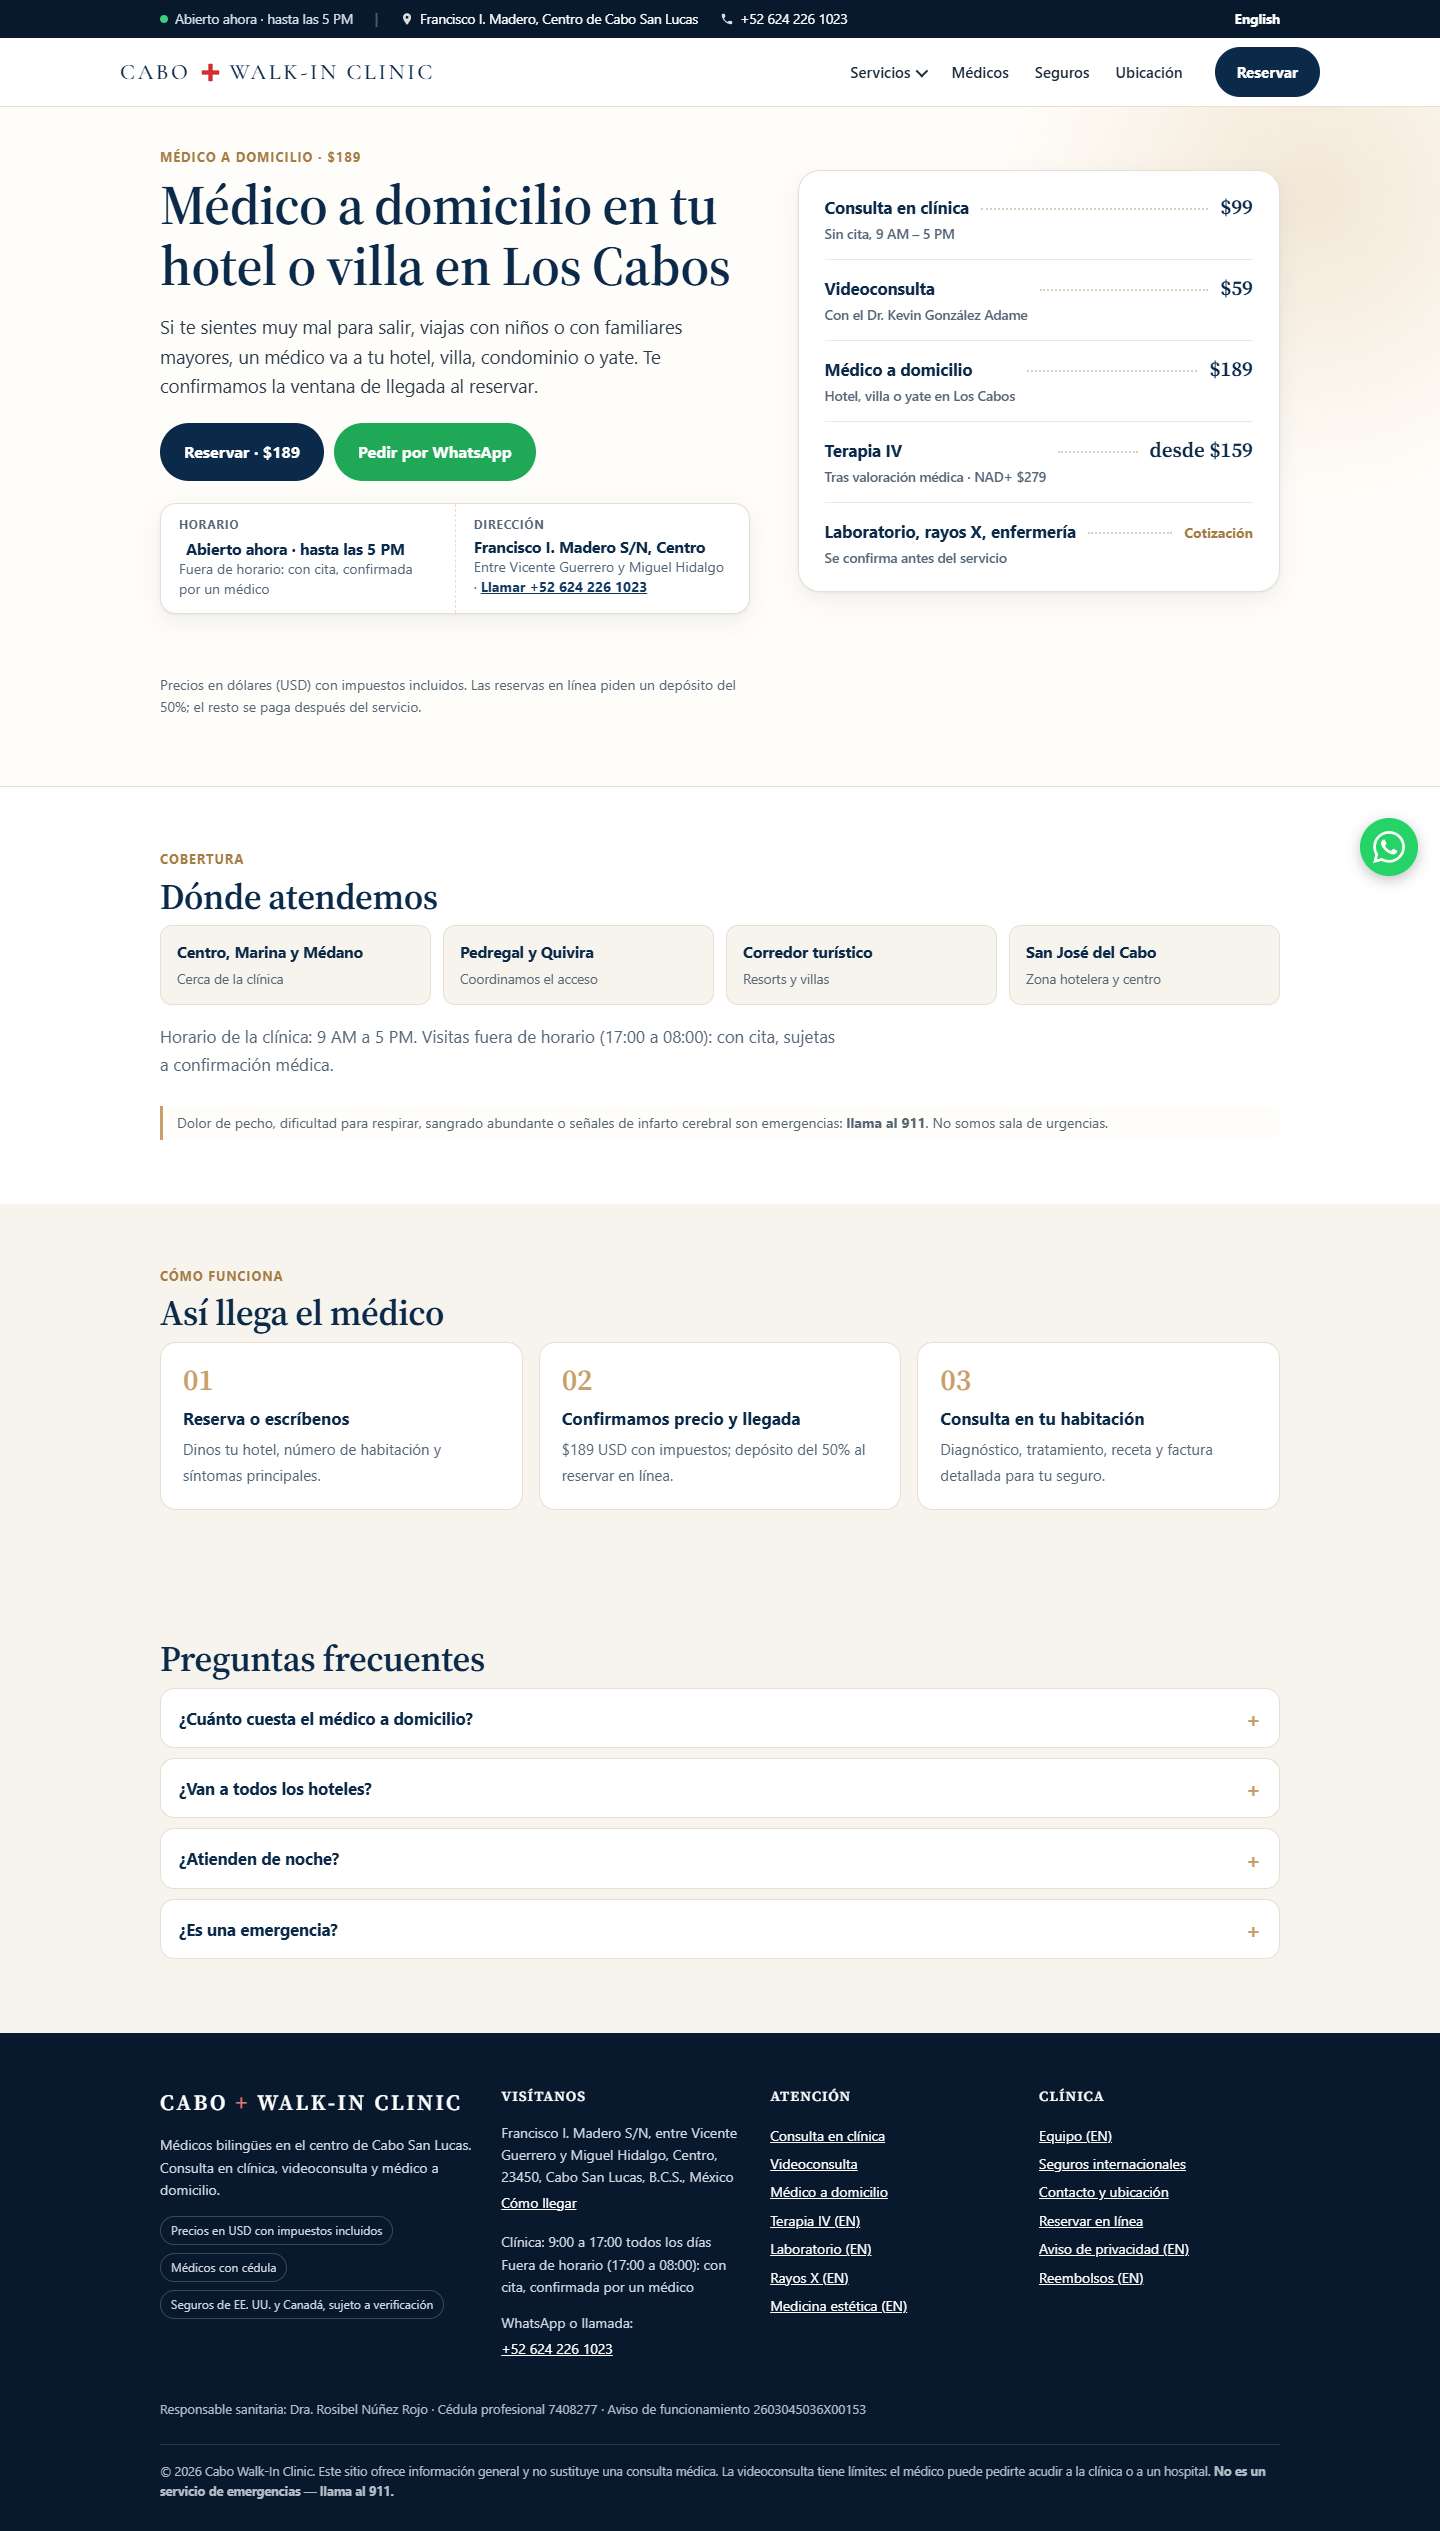 Abierto ahora · hasta las 5 PM | Francisco I. Madero, Centro de Cabo San Lucas +52 624 226 1023 English
CABO + WALK-IN CLINIC Servicios Médicos Seguros Ubicación Reservar
MÉDICO A DOMICILIO · $189
Médico a domicilio en tu
hotel o villa en Los Cabos
Si te sientes muy mal para salir, viajas con niños o con familiares
mayores, un médico va a tu hotel, villa, condominio o yate. Te
confirmamos la ventana de llegada al reservar.
Reservar · $189 Pedir por WhatsApp
HORARIO
Abierto ahora · hasta las 5 PM
Fuera de horario: con cita, confirmada
por un médico
DIRECCIÓN
Francisco I. Madero S/N, Centro
Entre Vicente Guerrero y Miguel Hidalgo
· Llamar +52 624 226 1023
Precios en dólares (USD) con impuestos incluidos. Las reservas en línea piden un depósito del
50%; el resto se paga después del servicio.
Consulta en clínica $99
Sin cita, 9 AM – 5 PM
Videoconsulta $59
Con el Dr. Kevin González Adame
Médico a domicilio $189
Hotel, villa o yate en Los Cabos
Terapia IV desde $159
Tras valoración médica · NAD+ $279
Laboratorio, rayos X, enfermería Cotización
Se confirma antes del servicio
COBERTURA
Dónde atendemos
Centro, Marina y Médano
Cerca de la clínica
Pedregal y Quivira
Coordinamos el acceso
Corredor turístico
Resorts y villas
San José del Cabo
Zona hotelera y centro
Horario de la clínica: 9 AM a 5 PM. Visitas fuera de horario (17:00 a 08:00): con cita, sujetas
a confirmación médica.
Dolor de pecho, dificultad para respirar, sangrado abundante o señales de infarto cerebral son emergencias: llama al 911. No somos sala de urgencias.
CÓMO FUNCIONA
Así llega el médico
01
Reserva o escríbenos
Dinos tu hotel, número de habitación y
síntomas principales.
02
Confirmamos precio y llegada
$189 USD con impuestos; depósito del 50% al
reservar en línea.
03
Consulta en tu habitación
Diagnóstico, tratamiento, receta y factura
detallada para tu seguro.
Preguntas frecuentes
¿Cuánto cuesta el médico a domicilio? +
¿Van a todos los hoteles? +
¿Atienden de noche? +
¿Es una emergencia? +
CABO + WALK-IN CLINIC
Médicos bilingües en el centro de Cabo San Lucas.
Consulta en clínica, videoconsulta y médico a
domicilio.
Precios en USD con impuestos incluidos
Médicos con cédula
Seguros de EE. UU. y Canadá, sujeto a verificación
VISÍTANOS
Francisco I. Madero S/N, entre Vicente
Guerrero y Miguel Hidalgo, Centro,
23450, Cabo San Lucas, B.C.S., México
Cómo llegar
Clínica: 9:00 a 17:00 todos los días
Fuera de horario (17:00 a 08:00): con
cita, confirmada por un médico
WhatsApp o llamada:
+52 624 226 1023
ATENCIÓN
Consulta en clínica
Videoconsulta
Médico a domicilio
Terapia IV (EN)
Laboratorio (EN)
Rayos X (EN)
Medicina estética (EN)
CLÍNICA
Equipo (EN)
Seguros internacionales
Contacto y ubicación
Reservar en línea
Aviso de privacidad (EN)
Reembolsos (EN)
Responsable sanitaria: Dra. Rosibel Núñez Rojo · Cédula profesional 7408277 · Aviso de funcionamiento 2603045036X00153
© 2026 Cabo Walk-In Clinic. Este sitio ofrece información general y no sustituye una consulta médica. La videoconsulta tiene límites: el médico puede pedirte acudir a la clínica o a un hospital. No es un
servicio de emergencias — llama al 911.